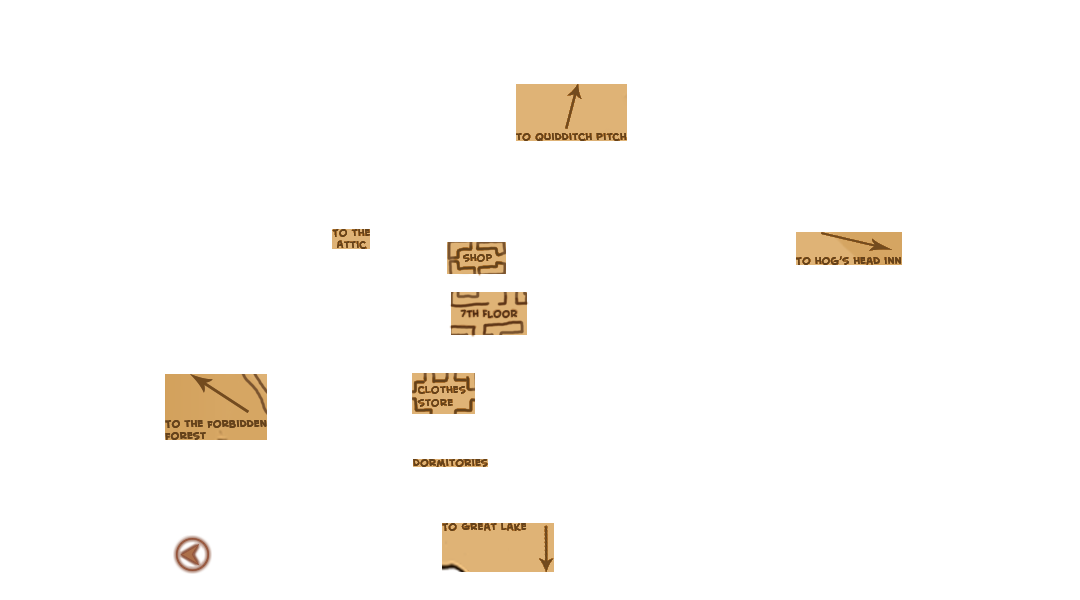 TO QUIDDITCH PITCH
TO THE
ATTIC
SHOP
TO HOG'S HEAD INN
7TH FLOOR
CLOTHES
STORE
TO THE FORBIDDEN
FOREST
DORMITORIES
TO GREAT LAKE